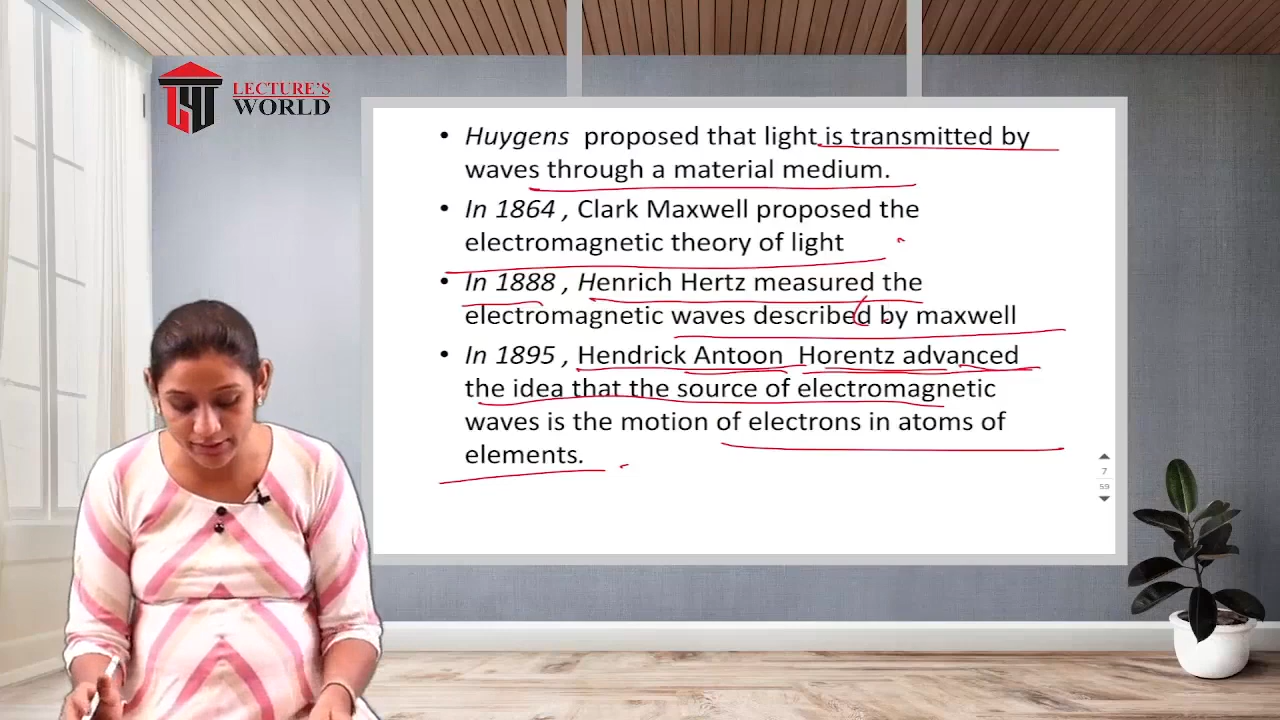 LECTURE'S
WORLD
• Huygens proposed that light is transmitted by
waves through a material medium.
• In 1864 , Clark Maxwell proposed the
electromagnetic theory of light
• In 1888 , Henrich Hertz measured the
electromagnetic waves described by maxwell
• In 1895 , Hendrick Antoon Horentz advanced
the idea that the source of electromagnetic
waves is the motion of electrons in atoms of
elements.
7
59